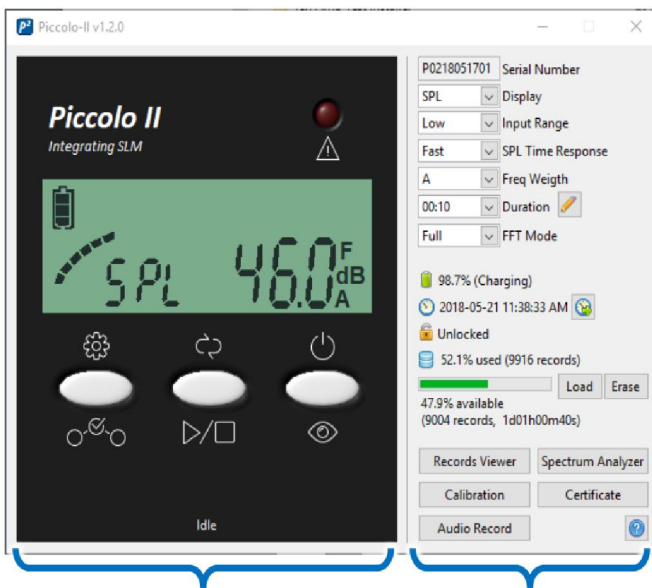 Piccolo-II v1.2.0
Piccolo II
Integrating SLM
SPL 46.0 F
dB
A
Idle
P0218051701 Serial Number
SPL Display
Low Input Range
Fast SPL Time Response
A Freq Weigth
00:10 Duration
Full FFT Mode
98.7% (Charging)
2018-05-21 11:38:33 AM
Unlocked
52.1% used (9916 records)
Load Erase
47.9% available
(9004 records, 1d01h00m40s)
Records Viewer Spectrum Analyzer
Calibration Certificate
Audio Record